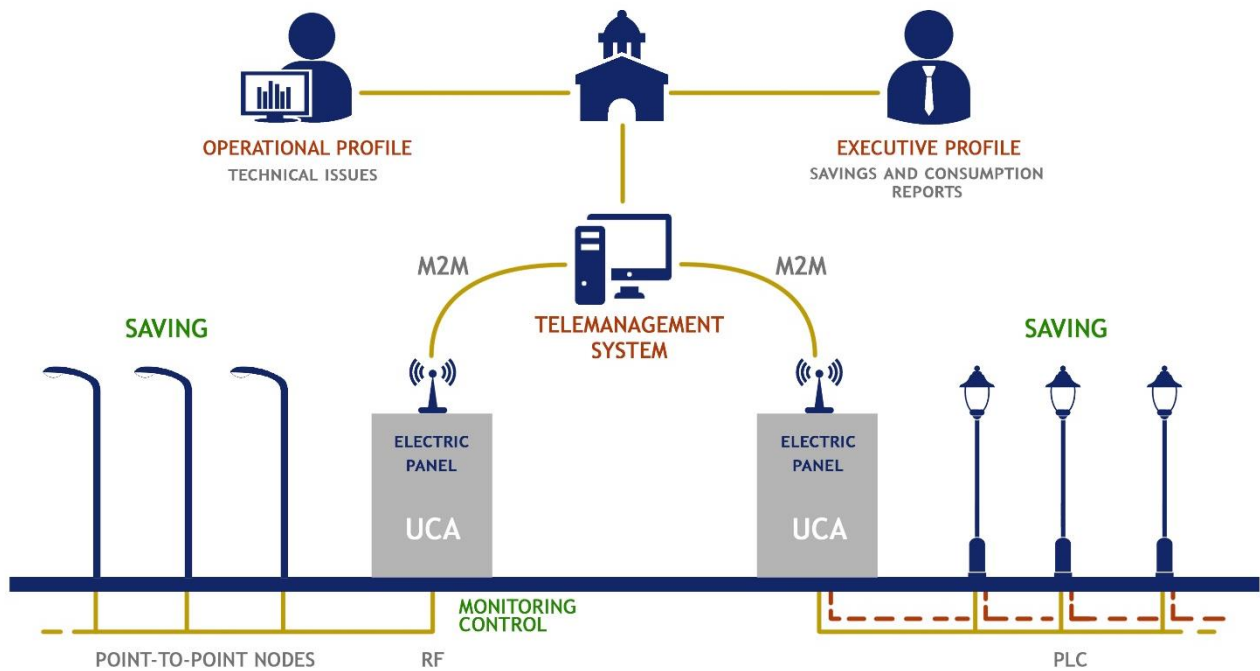 OPERATIONAL PROFILE
TECHNICAL ISSUES
EXECUTIVE PROFILE
SAVINGS AND CONSUMPTION
REPORTS
M2M
M2M
TELEMANAGEMENT
SYSTEM
SAVING
SAVING
ELECTRIC
PANEL
UCA
ELECTRIC
PANEL
UCA
MONITORING
CONTROL
POINT-TO-POINT NODES
RF
PLC